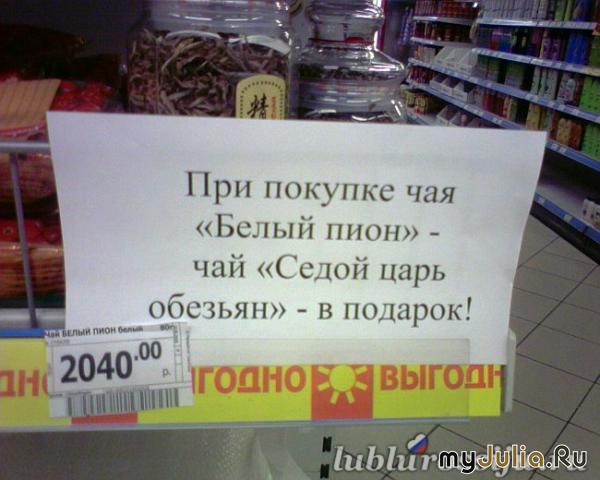 精
При покупке чая
«Белый пион» -
чай «Седой царь
обезьян» - в подарок!
Чай БЕЛЫЙ ПИОН белый
2040.00
р.
ГОДНО ВЫГОДН
myJulia.Ru